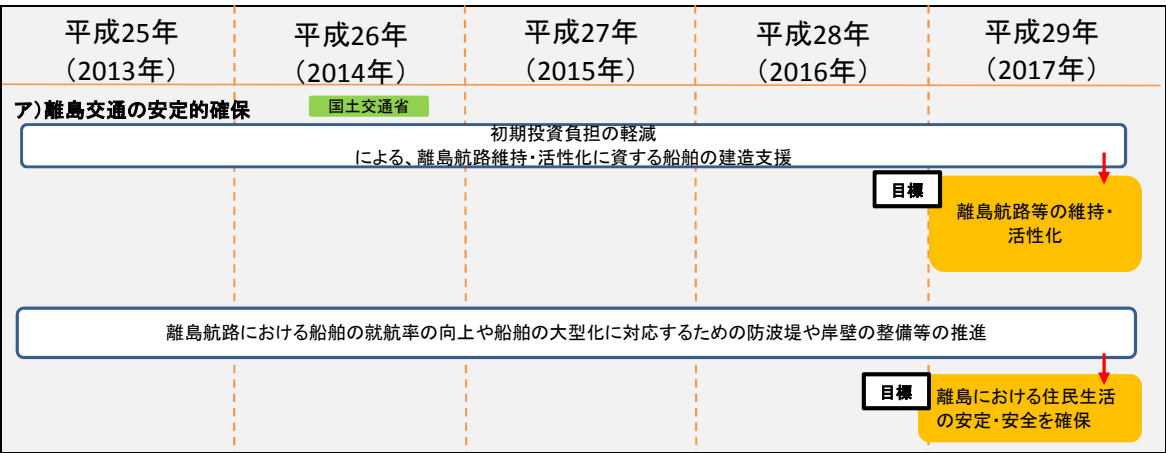 平成25年
（2013年）
平成26年
（2014年）
平成27年
（2015年）
平成28年
（2016年）
平成29年
（2017年）
ア）離島交通の安定的確保
国土交通省
初期投資負担の軽減
による、離島航路維持・活性化に資する船舶の建造支援
目標
離島航路等の維持・
活性化
離島航路における船舶の就航率の向上や船舶の大型化に対応するための防波堤や岸壁の整備等の推進
目標
離島における住民生活
の安定・安全を確保